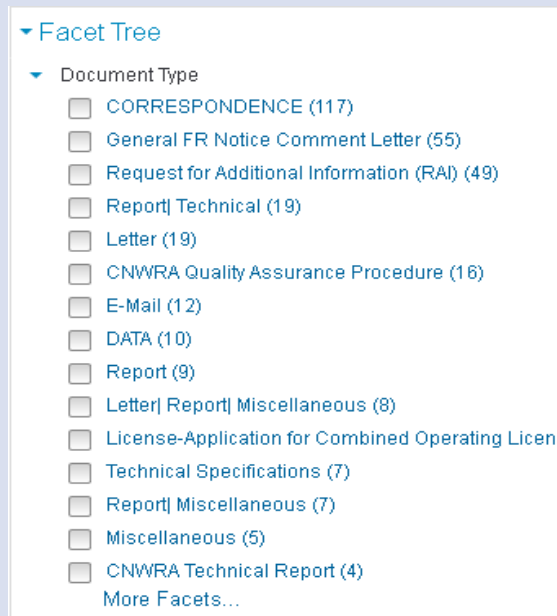 Facet Tree
Document Type
CORRESPONDENCE (117)
General FR Notice Comment Letter (55)
Request for Additional Information (RAI) (49)
Report| Technical (19)
Letter (19)
CNWRA Quality Assurance Procedure (16)
E-Mail (12)
DATA (10)
Report (9)
Letter| Report| Miscellaneous (8)
License-Application for Combined Operating Licen
Technical Specifications (7)
Report| Miscellaneous (7)
Miscellaneous (5)
CNWRA Technical Report (4)
More Facets...